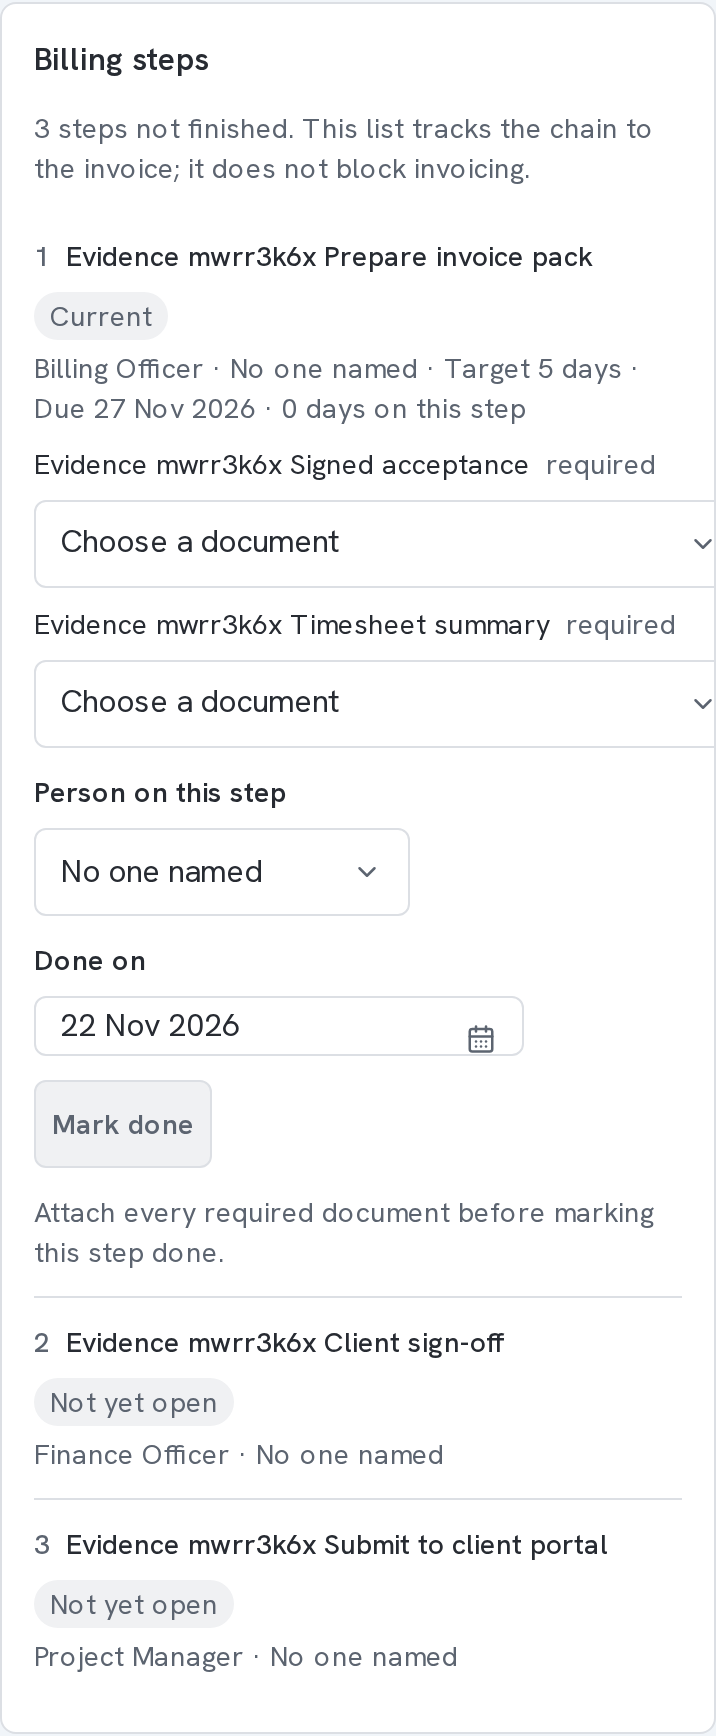 Billing steps
3 steps not finished. This list tracks the chain to
the invoice; it does not block invoicing.
1 Evidence mwrr3k6x Prepare invoice pack
Current
Billing Officer · No one named · Target 5 days ·
Due 27 Nov 2026 · 0 days on this step
Evidence mwrr3k6x Signed acceptance required
Choose a document
Evidence mwrr3k6x Timesheet summary required
Choose a document
Person on this step
No one named
Done on
22 Nov 2026
Mark done
Attach every required document before marking
this step done.
2 Evidence mwrr3k6x Client sign-off
Not yet open
Finance Officer · No one named
3 Evidence mwrr3k6x Submit to client portal
Not yet open
Project Manager · No one named